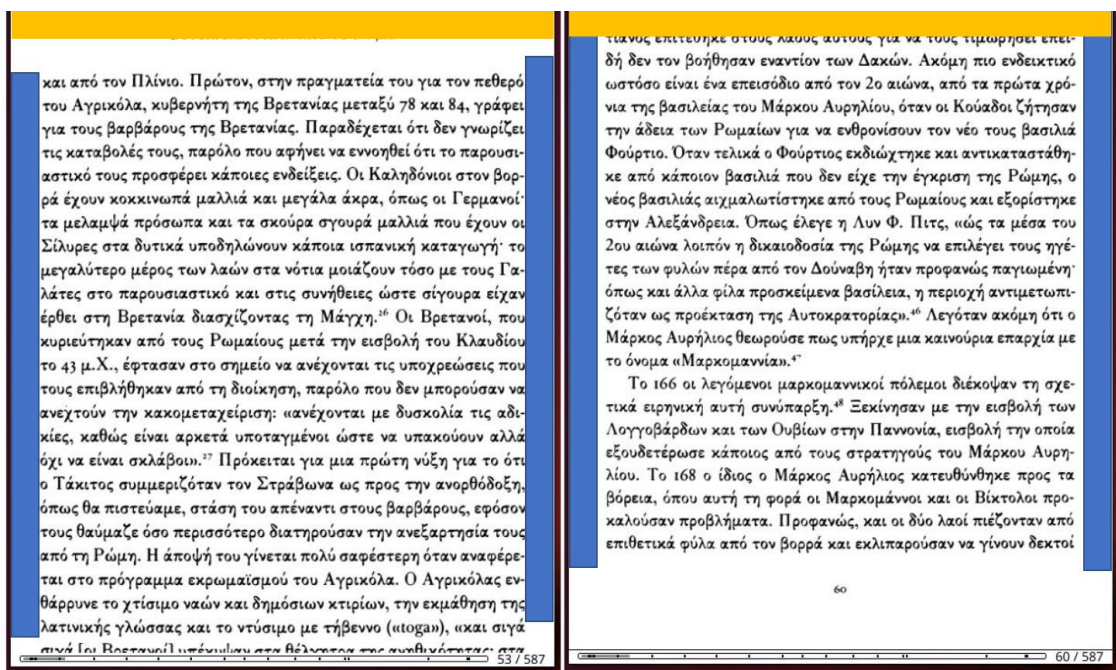 και από τον Πλίνιο. Πρώτον, στην πραγματεία του για τον πεθερό
του Αγρικόλα, κυβερνήτη της Βρετανίας μεταξύ 78 και 84, γράφει
για τους βαρβάρους της Βρετανίας. Παραδέχεται ότι δεν γνωρίζει
τις καταβολές τους, παρόλο που αφήνει να εννοηθεί ότι το παρουσι-
αστικό τους προσφέρει κάποιες ενδείξεις. Οι Καληδόνιοι στον βορ-
ρά έχουν κοκκινωπά μαλλιά και μεγάλα άκρα, όπως οι Γερμανοί·
τα μελαμψά πρόσωπα και τα σκούρα σγουρά μαλλιά που έχουν οι
Σίλυρες στα δυτικά υποδηλώνουν κάποια ισπανική καταγωγή· το
μεγαλύτερο μέρος των λαών στα νότια μοιάζουν τόσο με τους Γα-
λάτες στο παρουσιαστικό και στις συνήθειες ώστε σίγουρα είχαν
έρθει στη Βρετανία διασχίζοντας τη Μάγχη.²⁶ Οι Βρετανοί, που
κυριεύτηκαν από τους Ρωμαίους μετά την εισβολή του Κλαυδίου
το 43 μ.Χ., έφτασαν στο σημείο να ανέχονται τις υποχρεώσεις που
τους επιβλήθηκαν από τη διοίκηση, παρόλο που δεν μπορούσαν να
ανεχτούν την κακομεταχείριση: «ανέχονται με δυσκολία τις αδι-
κίες, καθώς είναι αρκετά υποταγμένοι ώστε να υπακούουν αλλά
όχι να είναι σκλάβοι».²⁷ Πρόκειται για μια πρώτη νύξη για το ότι
ο Τάκιτος συμμεριζόταν τον Στράβωνα ως προς την ανορθόδοξη,
όπως θα πιστεύαμε, στάση του απέναντι στους βαρβάρους, εφόσον
τους θαύμαζε όσο περισσότερο διατηρούσαν την ανεξαρτησία τους
από τη Ρώμη. Η άποψή του γίνεται πολύ σαφέστερη όταν αναφέρε-
ται στο πρόγραμμα εκρωμαϊσμού του Αγρικόλα. Ο Αγρικόλας εν-
θάρρυνε το χτίσιμο ναών και δημόσιων κτιρίων, την εκμάθηση της
λατινικής γλώσσας και το ντύσιμο με τήβεννο («toga»), «και σιγά
σιγά [οι Βρετανοί] υπέκυψαν στα θέλγητρα της ανηθικότητας· στα
53 / 587
τιανός επιτέθηκε στους λαούς αυτούς για να τους τιμωρήσει επει-
δή δεν τον βοήθησαν εναντίον των Δακών. Ακόμη πιο ενδεικτικό
ωστόσο είναι ένα επεισόδιο από τον 2ο αιώνα, από τα πρώτα χρό-
νια της βασιλείας του Μάρκου Αυρηλίου, όταν οι Κούαδοι ζήτησαν
την άδεια των Ρωμαίων για να ενθρονίσουν τον νέο τους βασιλιά
Φούρτιο. Όταν τελικά ο Φούρτιος εκδιώχτηκε και αντικαταστάθη-
κε από κάποιον βασιλιά που δεν είχε την έγκριση της Ρώμης, ο
νέος βασιλιάς αιχμαλωτίστηκε από τους Ρωμαίους και εξορίστηκε
στην Αλεξάνδρεια. Όπως έλεγε η Λυν Φ. Πιτς, «ώς τα μέσα του
2ου αιώνα λοιπόν η δικαιοδοσία της Ρώμης να επιλέγει τους ηγέ-
τες των φυλών πέρα από τον Δούναβη ήταν προφανώς παγιωμένη·
όπως και άλλα φίλα προσκείμενα βασίλεια, η περιοχή αντιμετωπι-
ζόταν ως προέκταση της Αυτοκρατορίας».⁴⁶ Λεγόταν ακόμη ότι ο
Μάρκος Αυρήλιος θεωρούσε πως υπήρχε μια καινούρια επαρχία με
το όνομα «Μαρκομαννία».⁴⁷
Το 166 οι λεγόμενοι μαρκομαννικοί πόλεμοι διέκοψαν τη σχε-
τικά ειρηνική αυτή συνύπαρξη.⁴⁸ Ξεκίνησαν με την εισβολή των
Λογγοβάρδων και των Ουβίων στην Παννονία, εισβολή την οποία
εξουδετέρωσε κάποιος από τους στρατηγούς του Μάρκου Αυρη-
λίου. Το 168 ο ίδιος ο Μάρκος Αυρήλιος κατευθύνθηκε προς τα
βόρεια, όπου αυτή τη φορά οι Μαρκομάννοι και οι Βίκτολοι προ-
καλούσαν προβλήματα. Προφανώς, και οι δύο λαοί πιέζονταν από
επιθετικά φύλα από τον βορρά και εκλιπαρούσαν να γίνουν δεκτοί
60
60 / 587